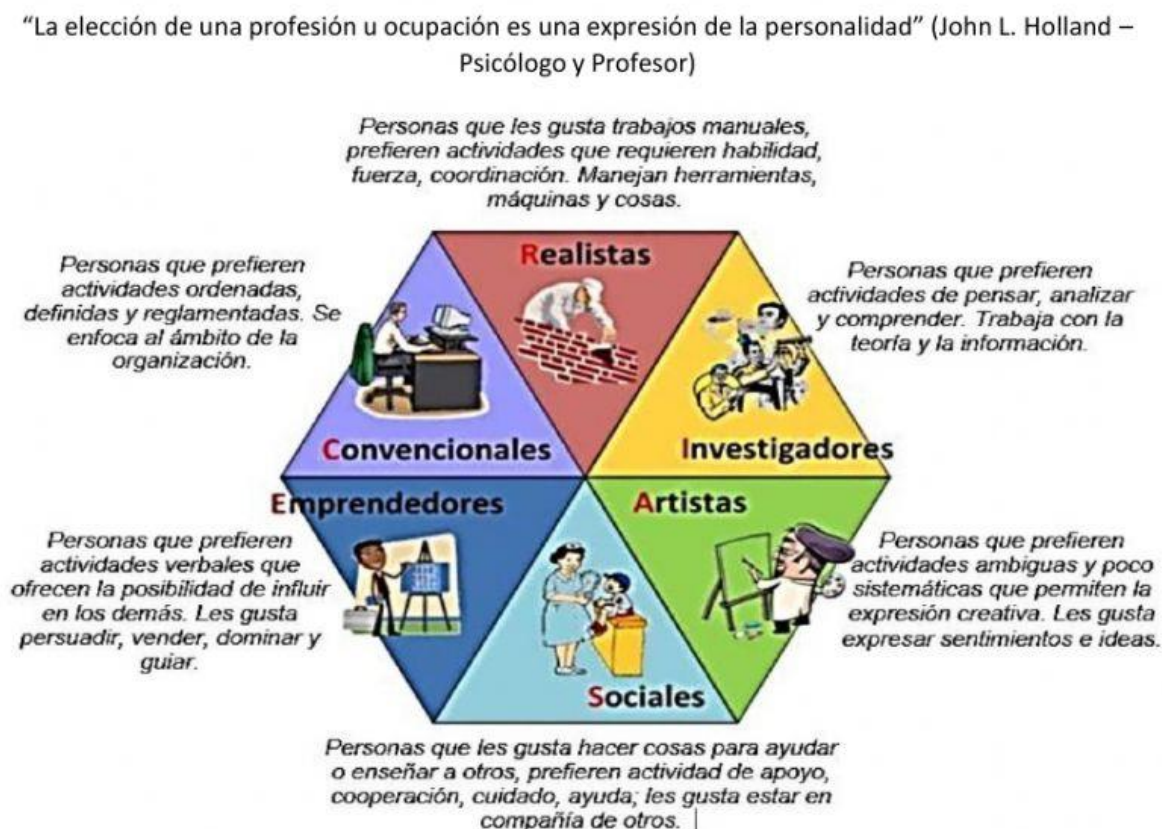 “La elección de una profesión u ocupación es una expresión de la personalidad” (John L. Holland –
Psicólogo y Profesor)
Personas que les gusta trabajos manuales,
prefieren actividades que requieren habilidad,
fuerza, coordinación. Manejan herramientas,
máquinas y cosas.
Realistas
Personas que prefieren
actividades ordenadas,
definidas y reglamentadas. Se
enfoca al ámbito de la
organización.
Convencionales
Personas que prefieren
actividades de pensar, analizar
y comprender. Trabaja con la
teoría y la información.
Investigadores
Emprendedores
Personas que prefieren
actividades verbales que
ofrecen la posibilidad de influir
en los demás. Les gusta
persuadir, vender, dominar y
guiar.
Artistas
Personas que prefieren
actividades ambiguas y poco
sistemáticas que permiten la
expresión creativa. Les gusta
expresar sentimientos e ideas.
Sociales
Personas que les gusta hacer cosas para ayudar
o enseñar a otros, prefieren actividad de apoyo,
cooperación, cuidado, ayuda; les gusta estar en
compañía de otros.